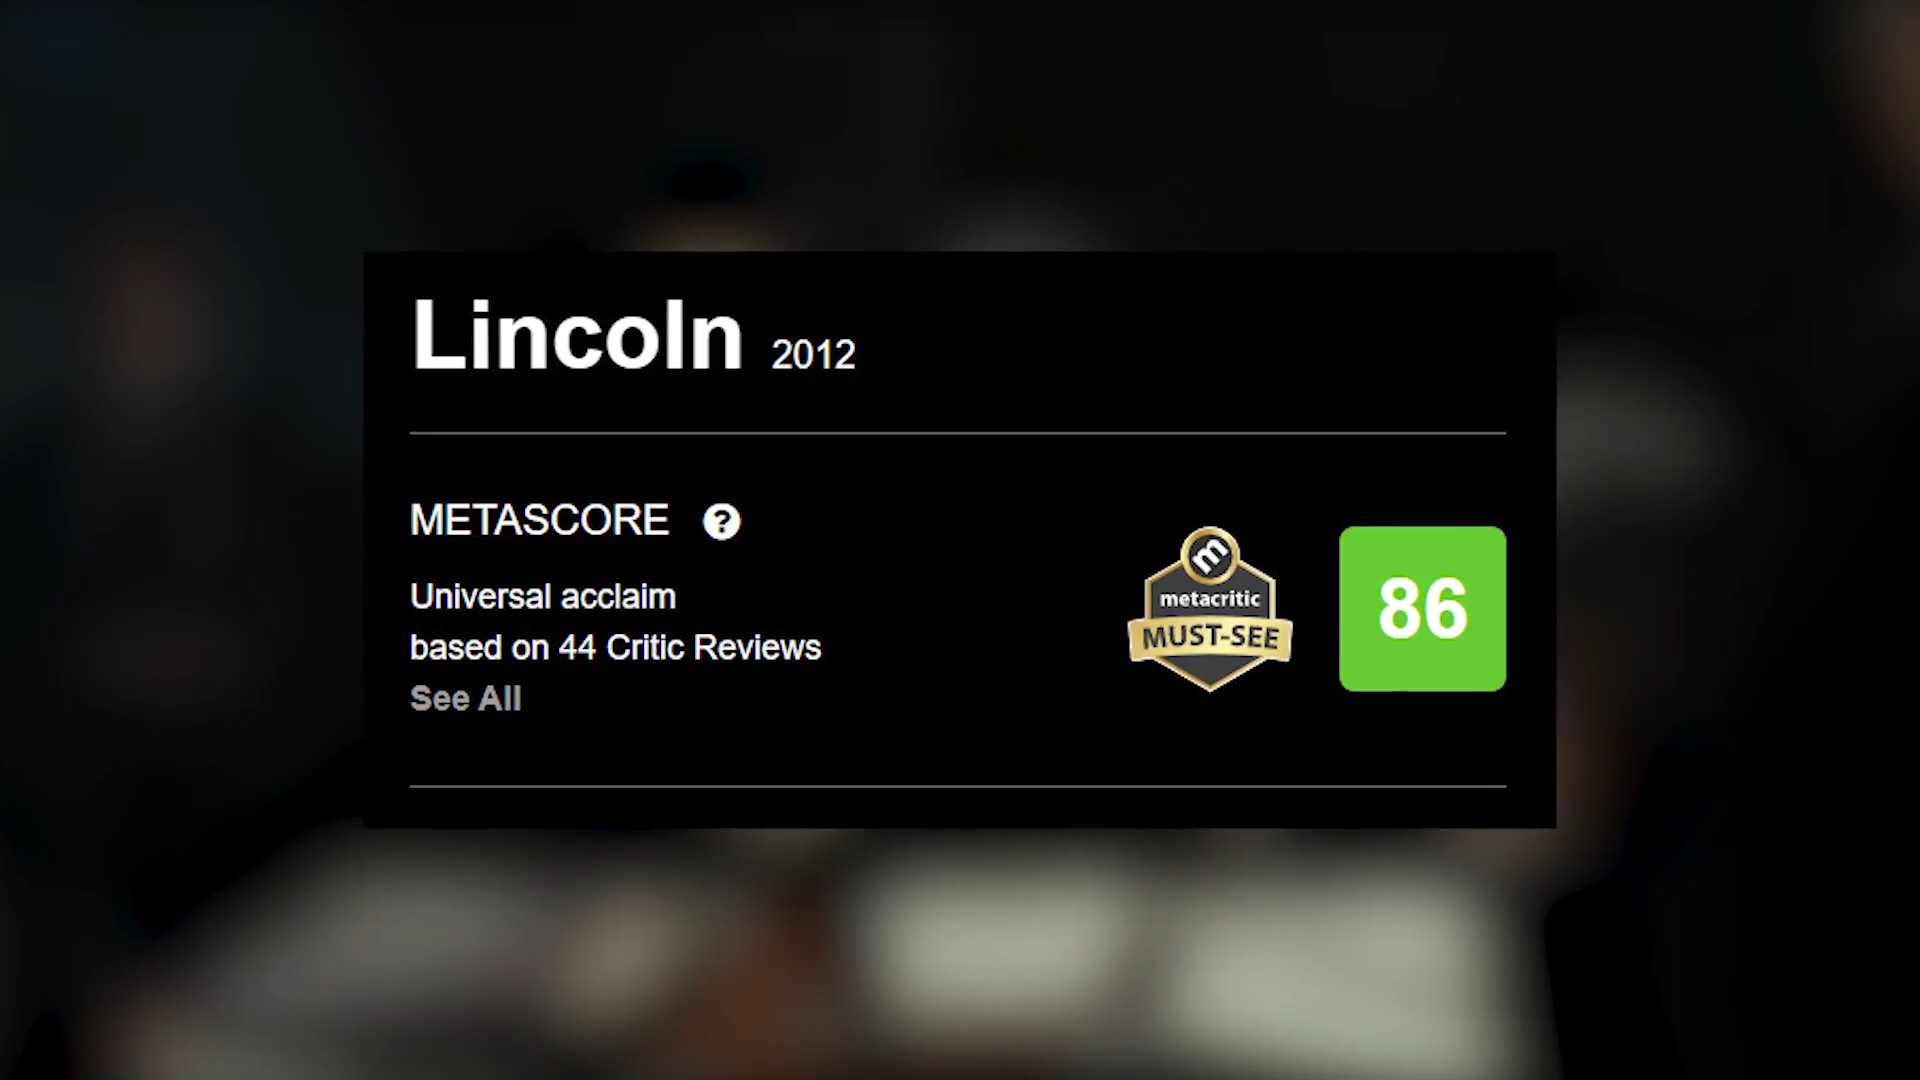 Lincoln 2012
METASCORE ?
Universal acclaim
based on 44 Critic Reviews
See All
m
metacritic
MUST-SEE
86